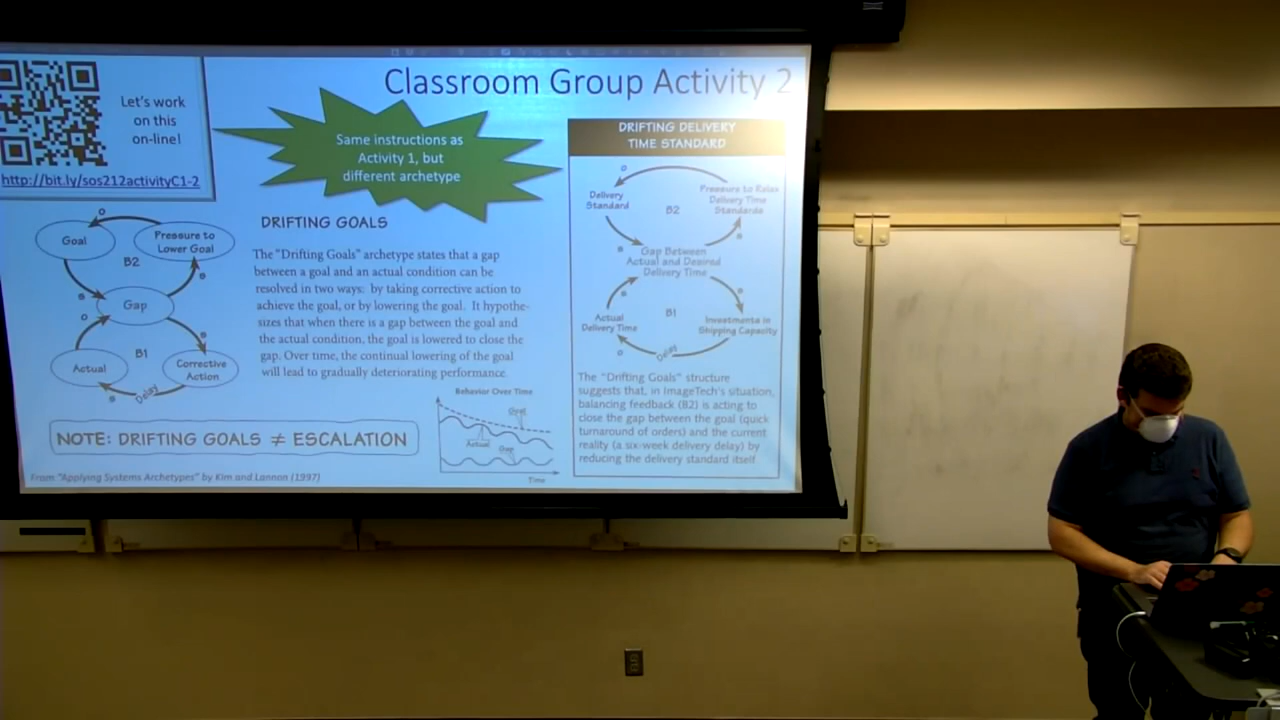 Classroom Group Activity 2
Let's work
on this
on-line!
http://bit.ly/sos212activityC1-2
Same instructions as
Activity 1, but
different archetype
DRIFTING GOALS
The "Drifting Goals" archetype states that a gap
between a goal and an actual condition can be
resolved in two ways: by taking corrective action to
achieve the goal, or by lowering the goal. It hypothe-
sizes that when there is a gap between the goal and
the actual condition, the goal is lowered to close the
gap. Over time, the continual lowering of the goal
will lead to gradually deteriorating performance.
o
Goal
Pressure to
Lower Goal
B2
s
s
Gap
o
s
B1
Actual
Corrective
Action
s
Delay
NOTE: DRIFTING GOALS ≠ ESCALATION
From "Applying Systems Archetypes" by Kim and Lannon (1997)
Behavior Over Time
Goal
Actual
Gap
Time
DRIFTING DELIVERY
TIME STANDARD
o
Delivery
Standard
Pressure to Relax
Delivery Time
Standards
B2
s
s
Gap Between
Actual and Desired
Delivery Time
s
s
B1
Actual
Delivery Time
Investments in
Shipping Capacity
o
Delay
The "Drifting Goals" structure
suggests that, in ImageTech's situation,
balancing feedback (B2) is acting to
close the gap between the goal (quick
turnaround of orders) and the current
reality (a six-week delivery delay) by
reducing the delivery standard itself.